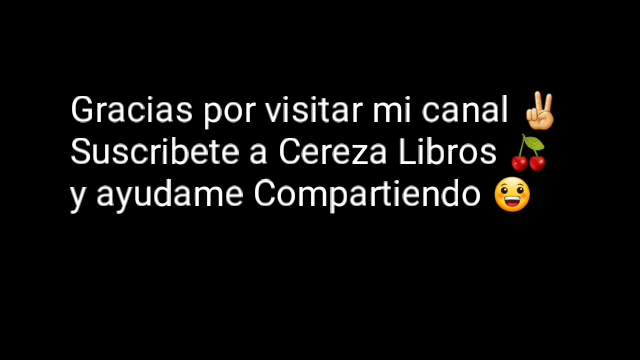 Gracias por visitar mi canal ✌🏼
Suscribete a Cereza Libros 🍒
y ayudame Compartiendo 😀